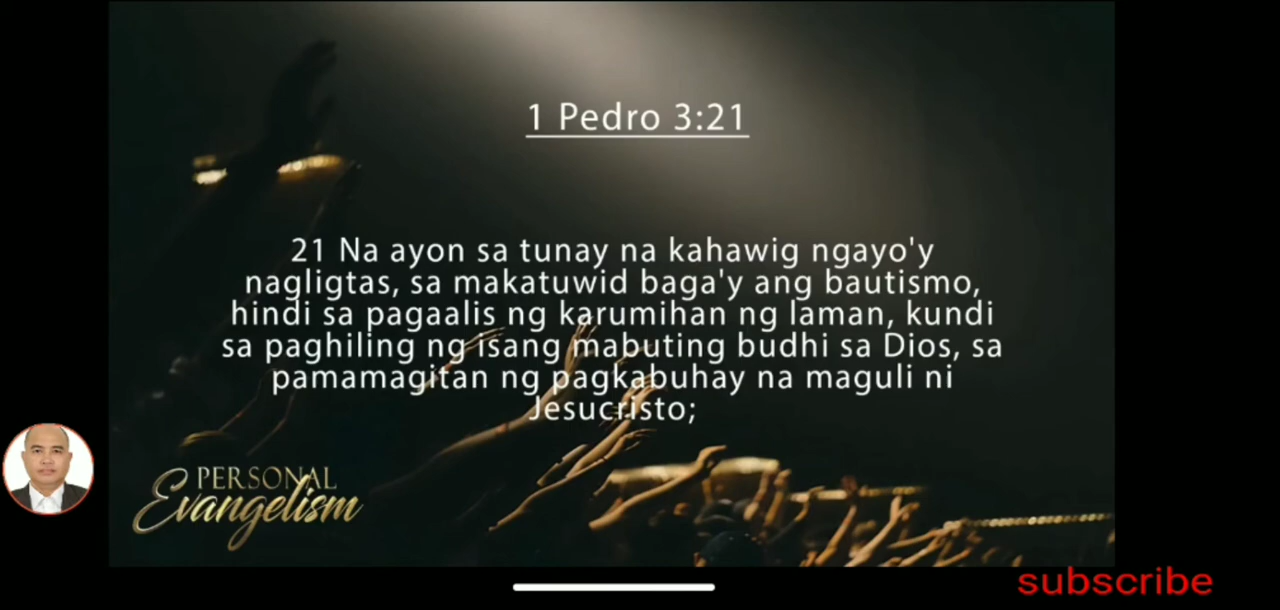 1 Pedro 3:21
21 Na ayon sa tunay na kahawig ngayo'y
nagligtas, sa makatuwid baga'y ang bautismo,
hindi sa pagaalis ng karumihan ng laman, kundi
sa paghiling ng isang mabuting budhi sa Dios, sa
pamamagitan ng pagkabuhay na maguli ni
Jesucristo;
PERSONAL
Evangelism
subscribe